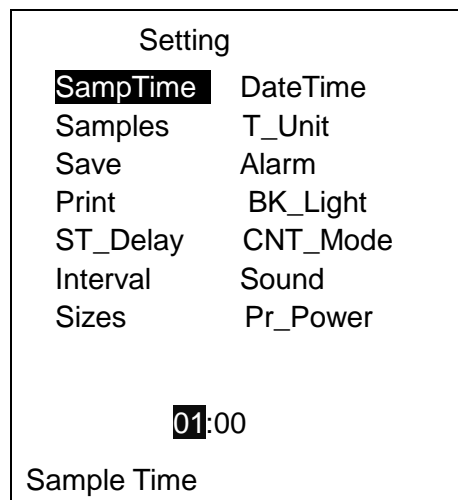 Setting
SampTime DateTime
Samples T_Unit
Save Alarm
Print BK_Light
ST_Delay CNT_Mode
Interval Sound
Sizes Pr_Power
01:00
Sample Time